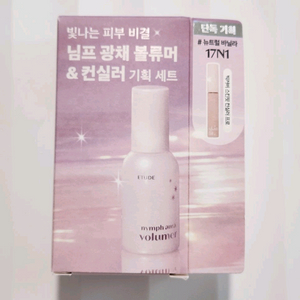 빛나는 피부 비결
님프 광채 볼류머
& 컨실러 기획 세트
단독 기획
# 뉴트럴 바닐라
17N1
ETUDE
nymph aura
volumer